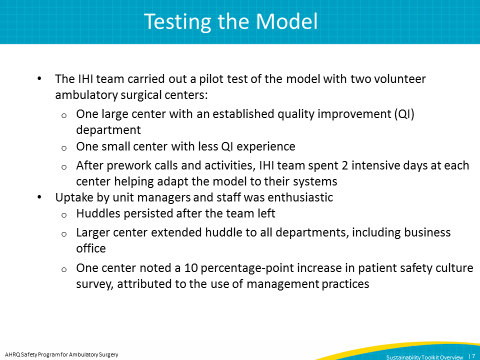 Testing the Model
• The IHI team carried out a pilot test of the model with two volunteer
ambulatory surgical centers:
o One large center with an established quality improvement (QI)
department
o One small center with less QI experience
o After prework calls and activities, IHI team spent 2 intensive days at each
center helping adapt the model to their systems
• Uptake by unit managers and staff was enthusiastic
o Huddles persisted after the team left
o Larger center extended huddle to all departments, including business
office
o One center noted a 10 percentage-point increase in patient safety culture
survey, attributed to the use of management practices
AHRQ Safety Program for Ambulatory Surgery
Sustainability Toolkit Overview | 7